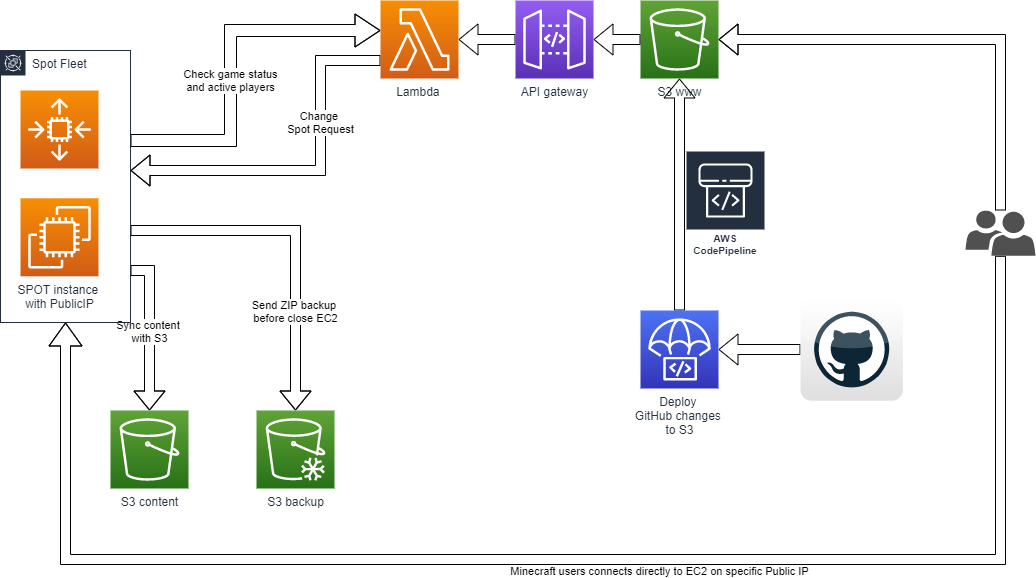 Spot Fleet
Check game status
and active players
Lambda
API gateway
S3 www
Change
Spot Request
AWS
CodePipeline
SPOT instance
with PublicIP
Sync content
with S3
Send ZIP backup
before close EC2
Deploy
GitHub changes
to S3
S3 content
S3 backup
Minecraft users connects directly to EC2 on specific Public IP